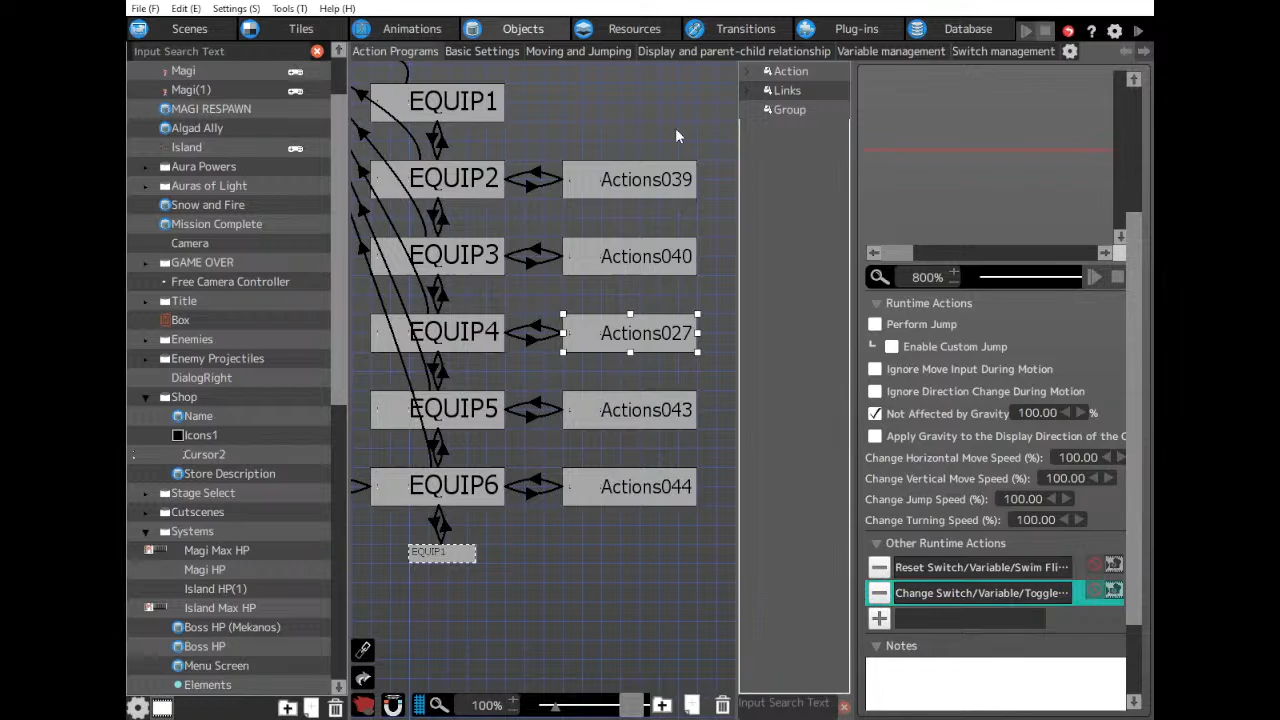 File (F)  Edit (E)  Settings (S)  Tools (T)  Help (H)
Scenes  Tiles  Animations  Objects  Resources  Transitions  Plug-ins  Database
Input Search Text  Action Programs  Basic Settings  Moving and Jumping  Display and parent-child relationship  Variable management  Switch management
Magi
Magi(1)
MAGI RESPAWN
Algad Ally
Island
Aura Powers
Auras of Light
Snow and Fire
Mission Complete
Camera
GAME OVER
Free Camera Controller
Title
Box
Enemies
Enemy Projectiles
DialogRight
Shop
Name
Icons1
Cursor2
Store Description
Stage Select
Cutscenes
Systems
Magi Max HP
Magi HP
Island HP(1)
Island Max HP
Boss HP (Mekanos)
Boss HP
Menu Screen
Elements
EQUIP1
EQUIP2  Actions039
EQUIP3  Actions040
EQUIP4  Actions027
EQUIP5  Actions043
EQUIP6  Actions044
EQUIP1
100%
Action
Links
Group
Input Search Text
800%
Runtime Actions
Perform Jump
Enable Custom Jump
Ignore Move Input During Motion
Ignore Direction Change During Motion
Not Affected by Gravity 100.00 %
Apply Gravity to the Display Direction of the C
Change Horizontal Move Speed (%): 100.00
Change Vertical Move Speed (%): 100.00
Change Jump Speed (%): 100.00
Change Turning Speed (%): 100.00
Other Runtime Actions
Reset Switch/Variable/Swim Fli···
Change Switch/Variable/Toggle···
Notes